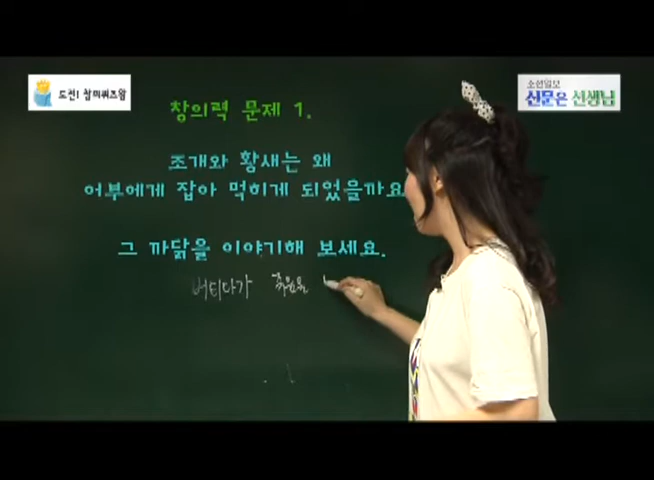 도전! 창의퀴즈왕
소년일보
신문은 선생님
창의력 문제 1.
조개와 황새는 왜
어부에게 잡아 먹히게 되었을까요
그 까닭을 이야기해 보세요.
버티다가